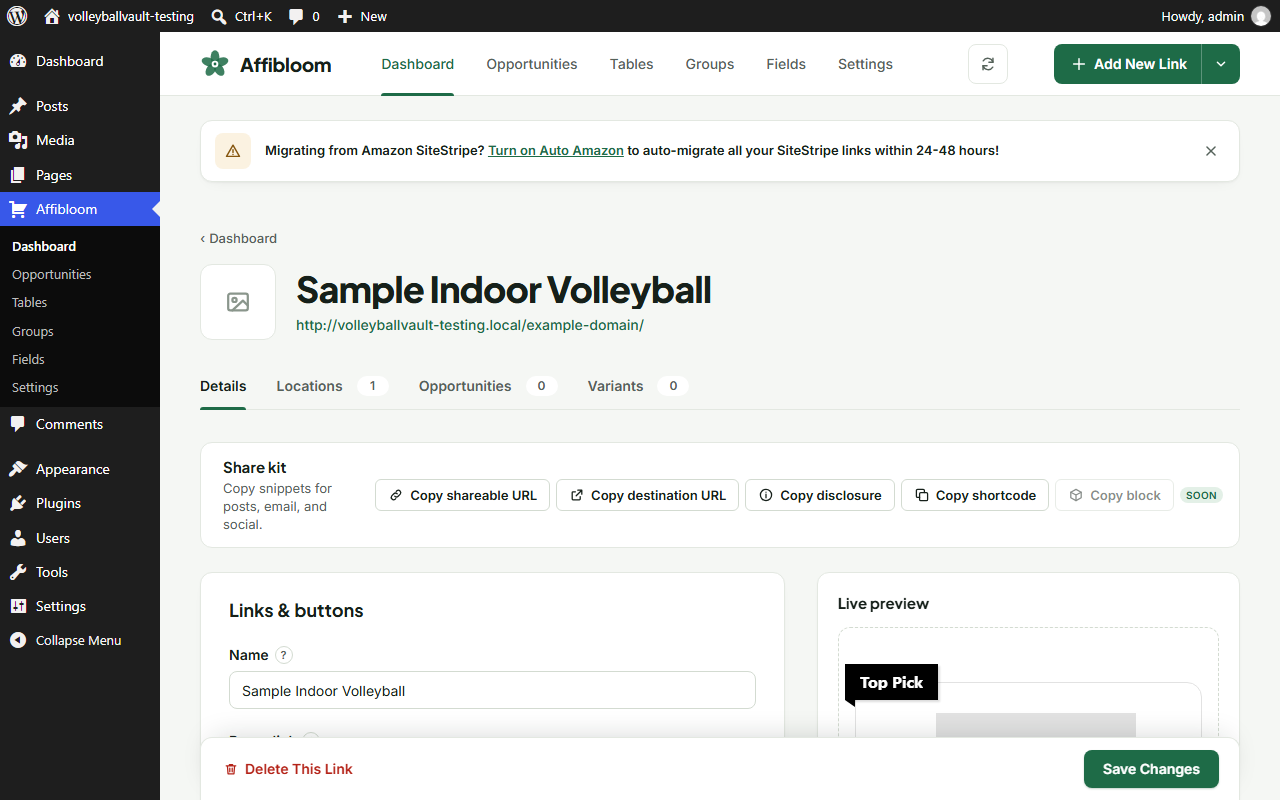 volleyballvault-testing
Ctrl+K
0
New
Howdy, admin
Dashboard
Posts
Media
Pages
Affibloom
Dashboard
Opportunities
Tables
Groups
Fields
Settings
Comments
Appearance
Plugins
Users
Tools
Settings
Collapse Menu
Affibloom
Dashboard
Opportunities
Tables
Groups
Fields
Settings
Add New Link
Migrating from Amazon SiteStripe? Turn on Auto Amazon to auto-migrate all your SiteStripe links within 24-48 hours!
‹ Dashboard
Sample Indoor Volleyball
http://volleyballvault-testing.local/example-domain/
Details
Locations 1
Opportunities 0
Variants 0
Share kit
Copy snippets for
posts, email, and
social.
Copy shareable URL
Copy destination URL
Copy disclosure
Copy shortcode
Copy block
SOON
Links & buttons
Name ?
Sample Indoor Volleyball
Live preview
Top Pick
Delete This Link
Save Changes